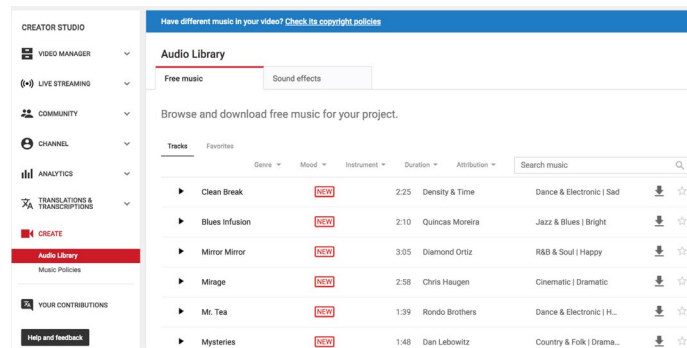 CREATOR STUDIO
VIDEO MANAGER
LIVE STREAMING
COMMUNITY
CHANNEL
ANALYTICS
TRANSLATIONS &
TRANSCRIPTIONS
CREATE
Audio Library
Music Policies
YOUR CONTRIBUTIONS
Help and feedback
Have different music in your video? Check its copyright policies
Audio Library
Free music Sound effects
Browse and download free music for your project.
Tracks Favorites
Genre Mood Instrument Duration Attribution Search music
Clean Break NEW 2:25 Density & Time Dance & Electronic | Sad
Blues Infusion NEW 2:10 Quincas Moreira Jazz & Blues | Bright
Mirror Mirror NEW 3:05 Diamond Ortiz R&B & Soul | Happy
Mirage NEW 2:58 Chris Haugen Cinematic | Dramatic
Mr. Tea NEW 1:39 Rondo Brothers Dance & Electronic | H...
Mysteries NEW 1:48 Dan Lebowitz Country & Folk | Drama...